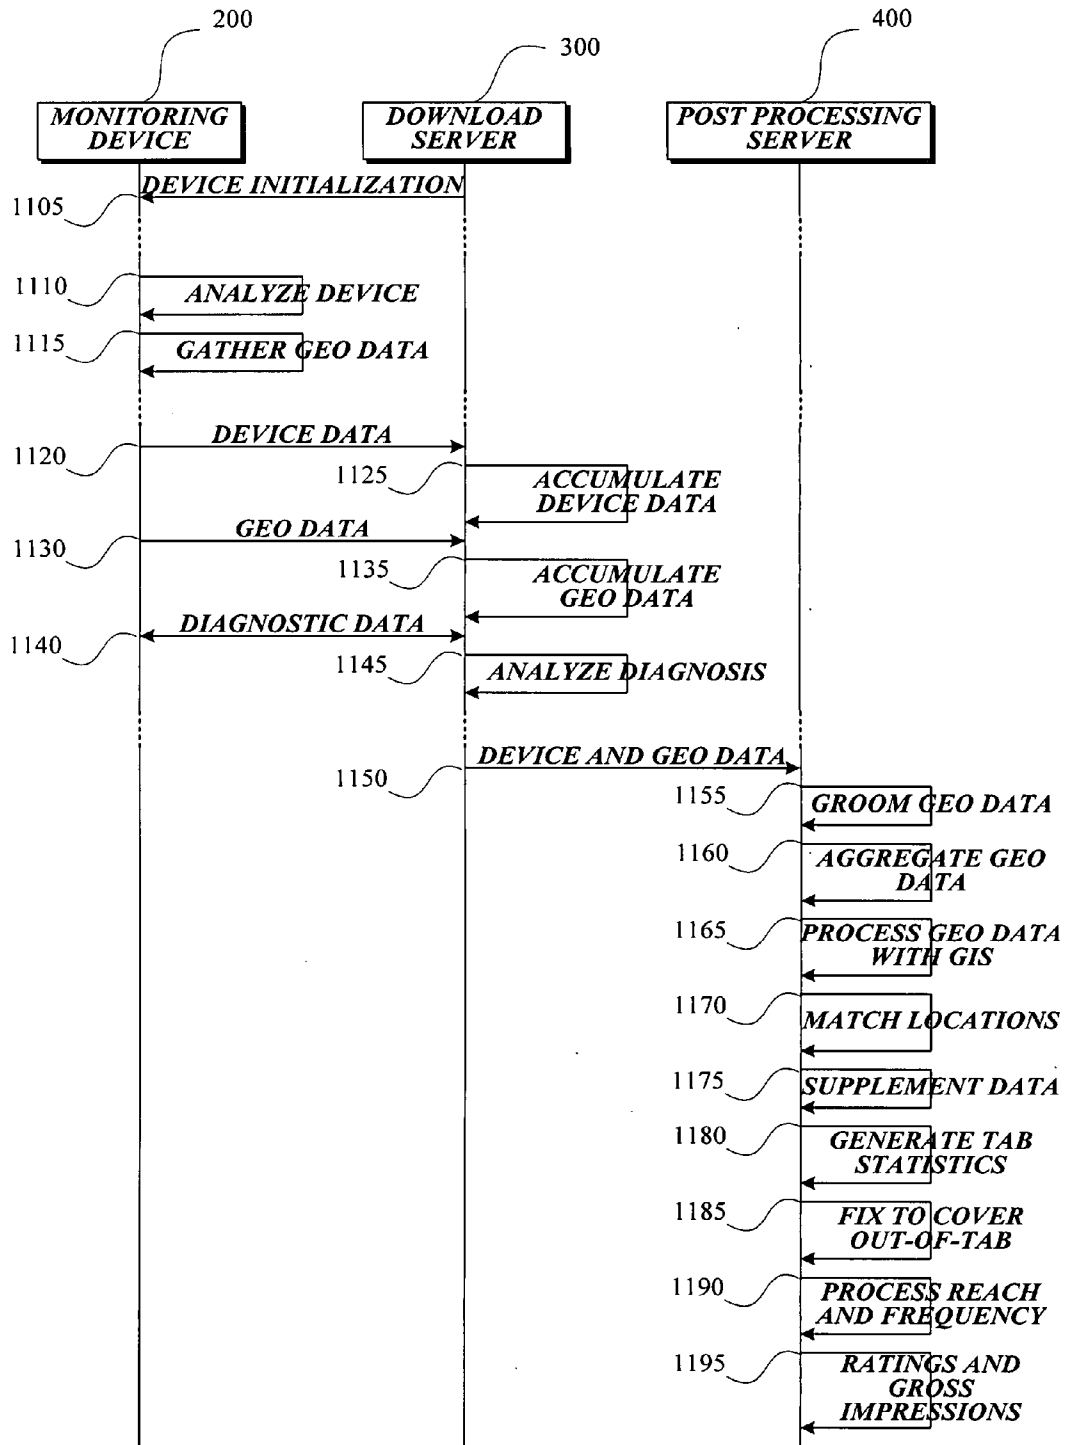 200
300
400
MONITORING
DEVICE
DOWNLOAD
SERVER
POST PROCESSING
SERVER
DEVICE INITIALIZATION
1105
1110
ANALYZE DEVICE
1115
GATHER GEO DATA
DEVICE DATA
1120
1125
ACCUMULATE
DEVICE DATA
GEO DATA
1130
1135
ACCUMULATE
GEO DATA
DIAGNOSTIC DATA
1140
1145
ANALYZE DIAGNOSIS
DEVICE AND GEO DATA
1150
1155
GROOM GEO DATA
1160
AGGREGATE GEO
DATA
1165
PROCESS GEO DATA
WITH GIS
1170
MATCH LOCATIONS
1175
SUPPLEMENT DATA
1180
GENERATE TAB
STATISTICS
1185
FIX TO COVER
OUT-OF-TAB
1190
PROCESS REACH
AND FREQUENCY
1195
RATINGS AND
GROSS
IMPRESSIONS